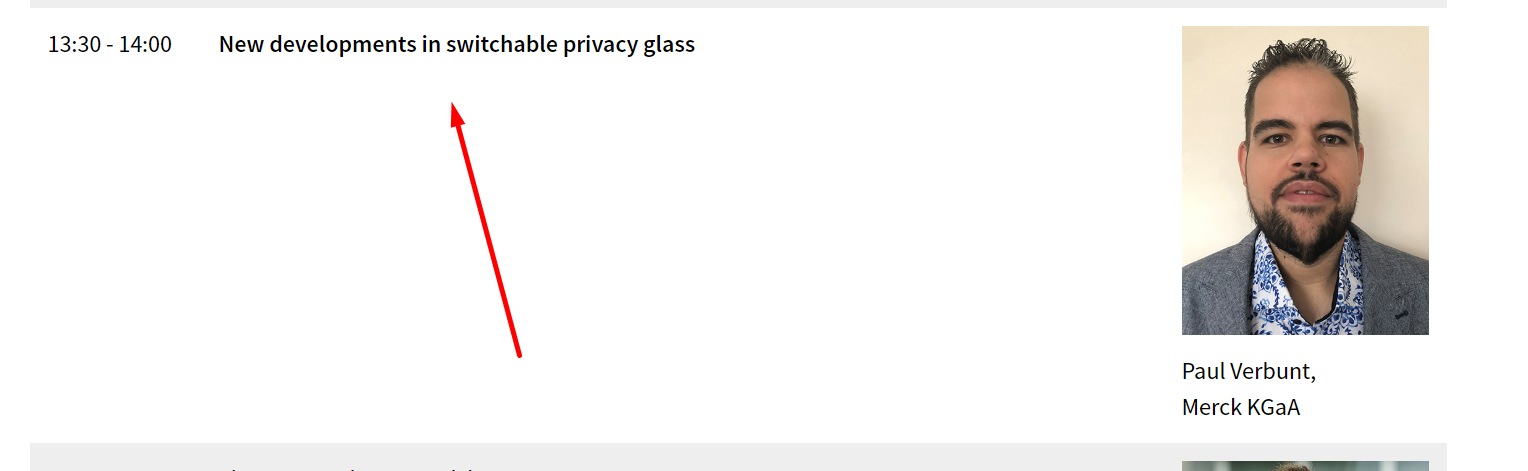 13:30 - 14:00 New developments in switchable privacy glass
Paul Verbunt,
Merck KGaA